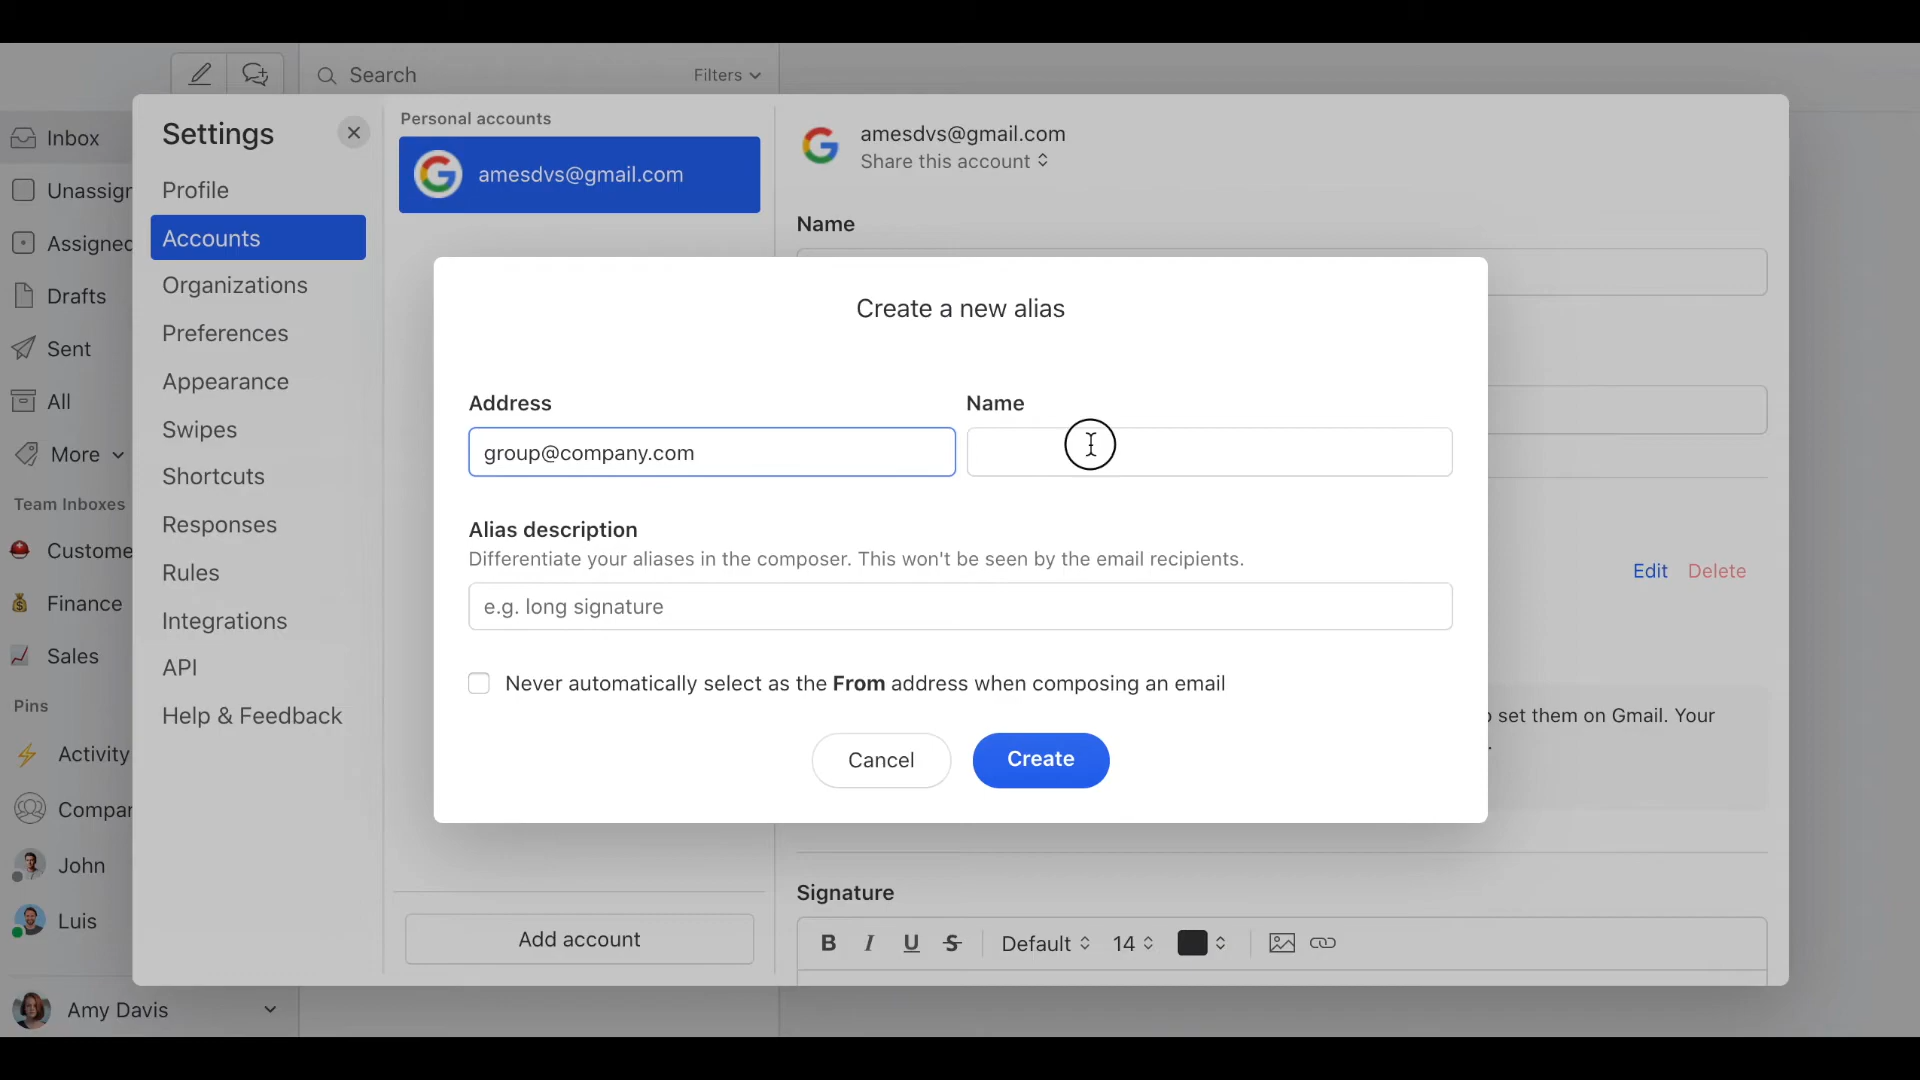 Search
Filters
Inbox
Unassigr
Assigned
Drafts
Sent
All
More
Team Inboxes
Custome
Finance
Sales
Pins
Activity
Compar
John
Luis
Amy Davis
Settings
Profile
Accounts
Organizations
Preferences
Appearance
Swipes
Shortcuts
Responses
Rules
Integrations
API
Help & Feedback
Personal accounts
amesdvs@gmail.com
Add account
amesdvs@gmail.com
Share this account
Name
Create a new alias
Address
Name
group@company.com
Alias description
Differentiate your aliases in the composer. This won't be seen by the email recipients.
e.g. long signature
Never automatically select as the From address when composing an email
Cancel
Create
Edit Delete
set them on Gmail. Your
Signature
B I U S Default 14